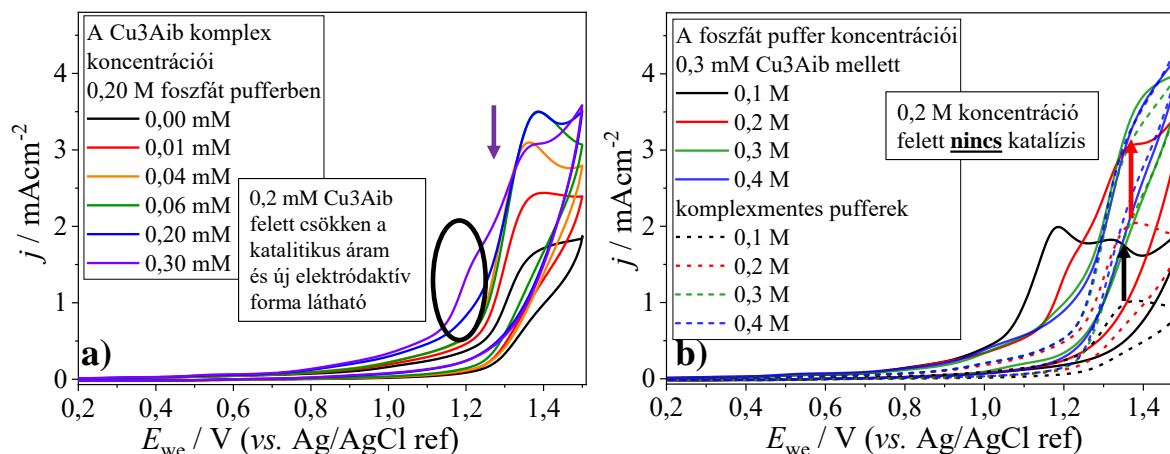 A Cu3Aib komplex
koncentrációi
0,20 M foszfát pufferben
0,00 mM
0,01 mM
0,04 mM
0,06 mM
0,20 mM
0,30 mM
0,2 mM Cu3Aib
felett csökken a
katalitikus áram
és új elektródaktív
forma látható
a)
j / mAcm-2
4
3
2
1
0
0,2 0,4 0,6 0,8 1,0 1,2 1,4
Ewe / V (vs. Ag/AgCl ref)
A foszfát puffer koncentrációi
0,3 mM Cu3Aib mellett
0,1 M
0,2 M
0,3 M
0,4 M
komplexmentes pufferek
0,1 M
0,2 M
0,3 M
0,4 M
0,2 M koncentráció
felett nincs katalízis
b)
j / mAcm-2
4
3
2
1
0
0,2 0,4 0,6 0,8 1,0 1,2 1,4
Ewe / V (vs. Ag/AgCl ref)